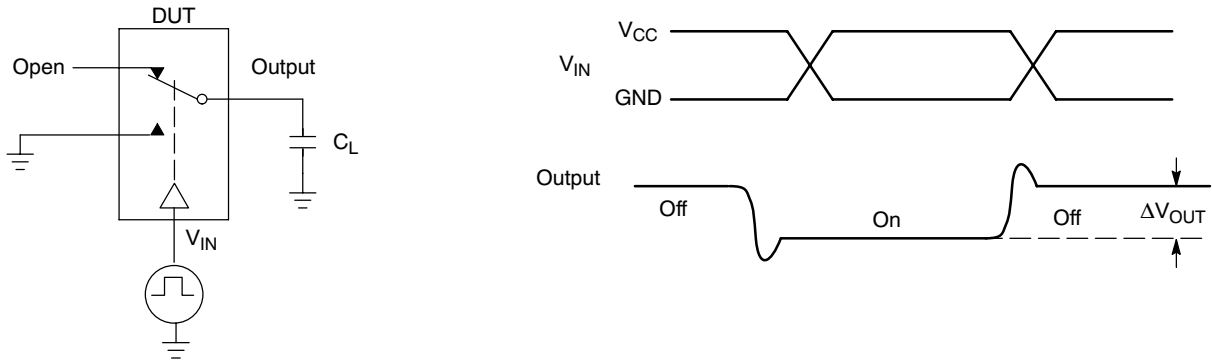 DUT
Open
Output
C_L
V_IN
V_CC
V_IN
GND
Output
Off
On
Off
ΔV_OUT